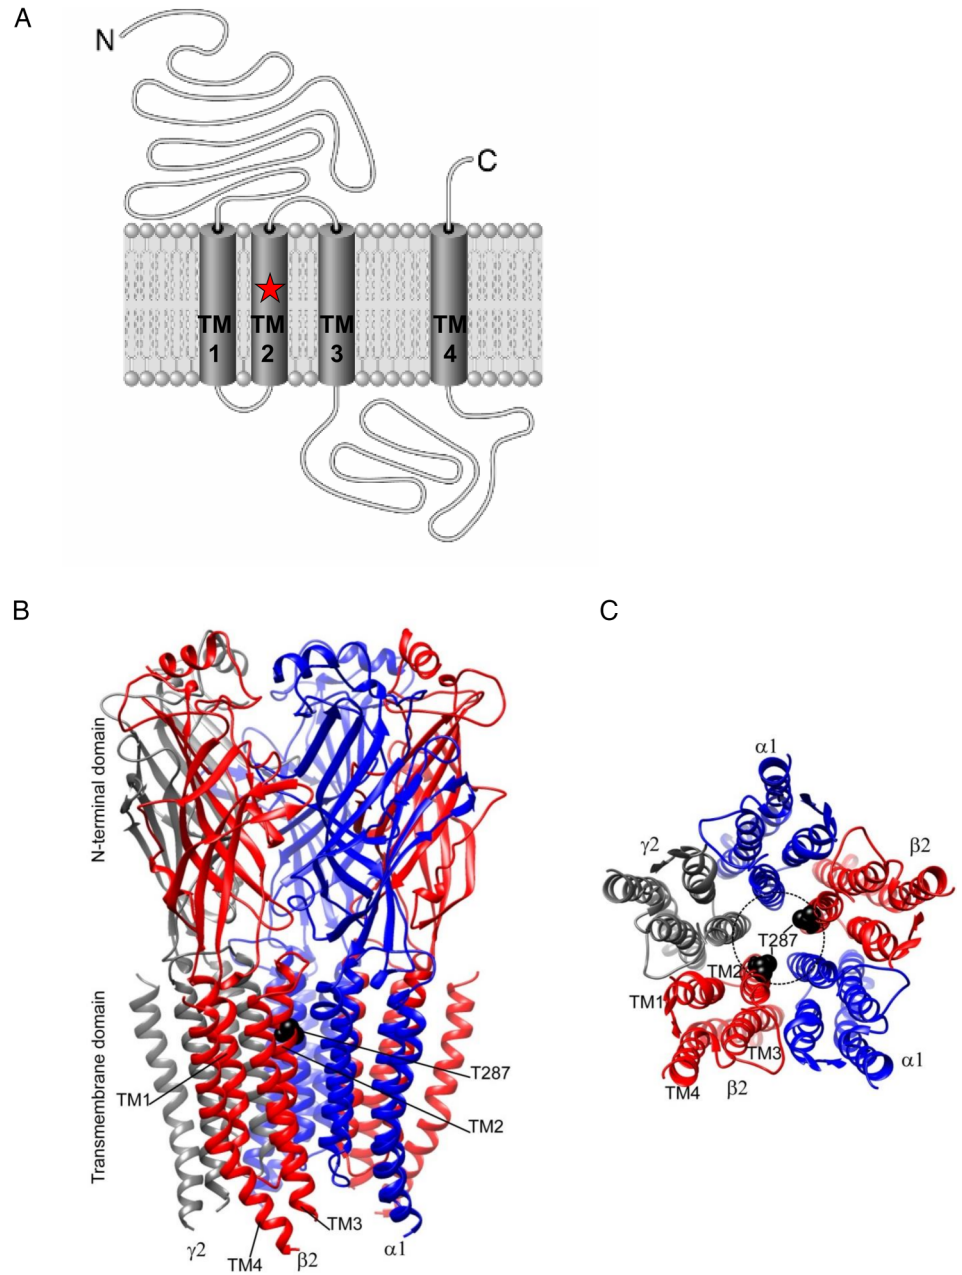 A
N
C
TM
1
TM
2
TM
3
TM
4
B
N-terminal domain
Transmembrane domain
TM1
T287
TM2
TM3
TM4
γ2
β2
α1
C
α1
γ2
β2
T287
TM2
TM1
TM3
TM4
β2
α1